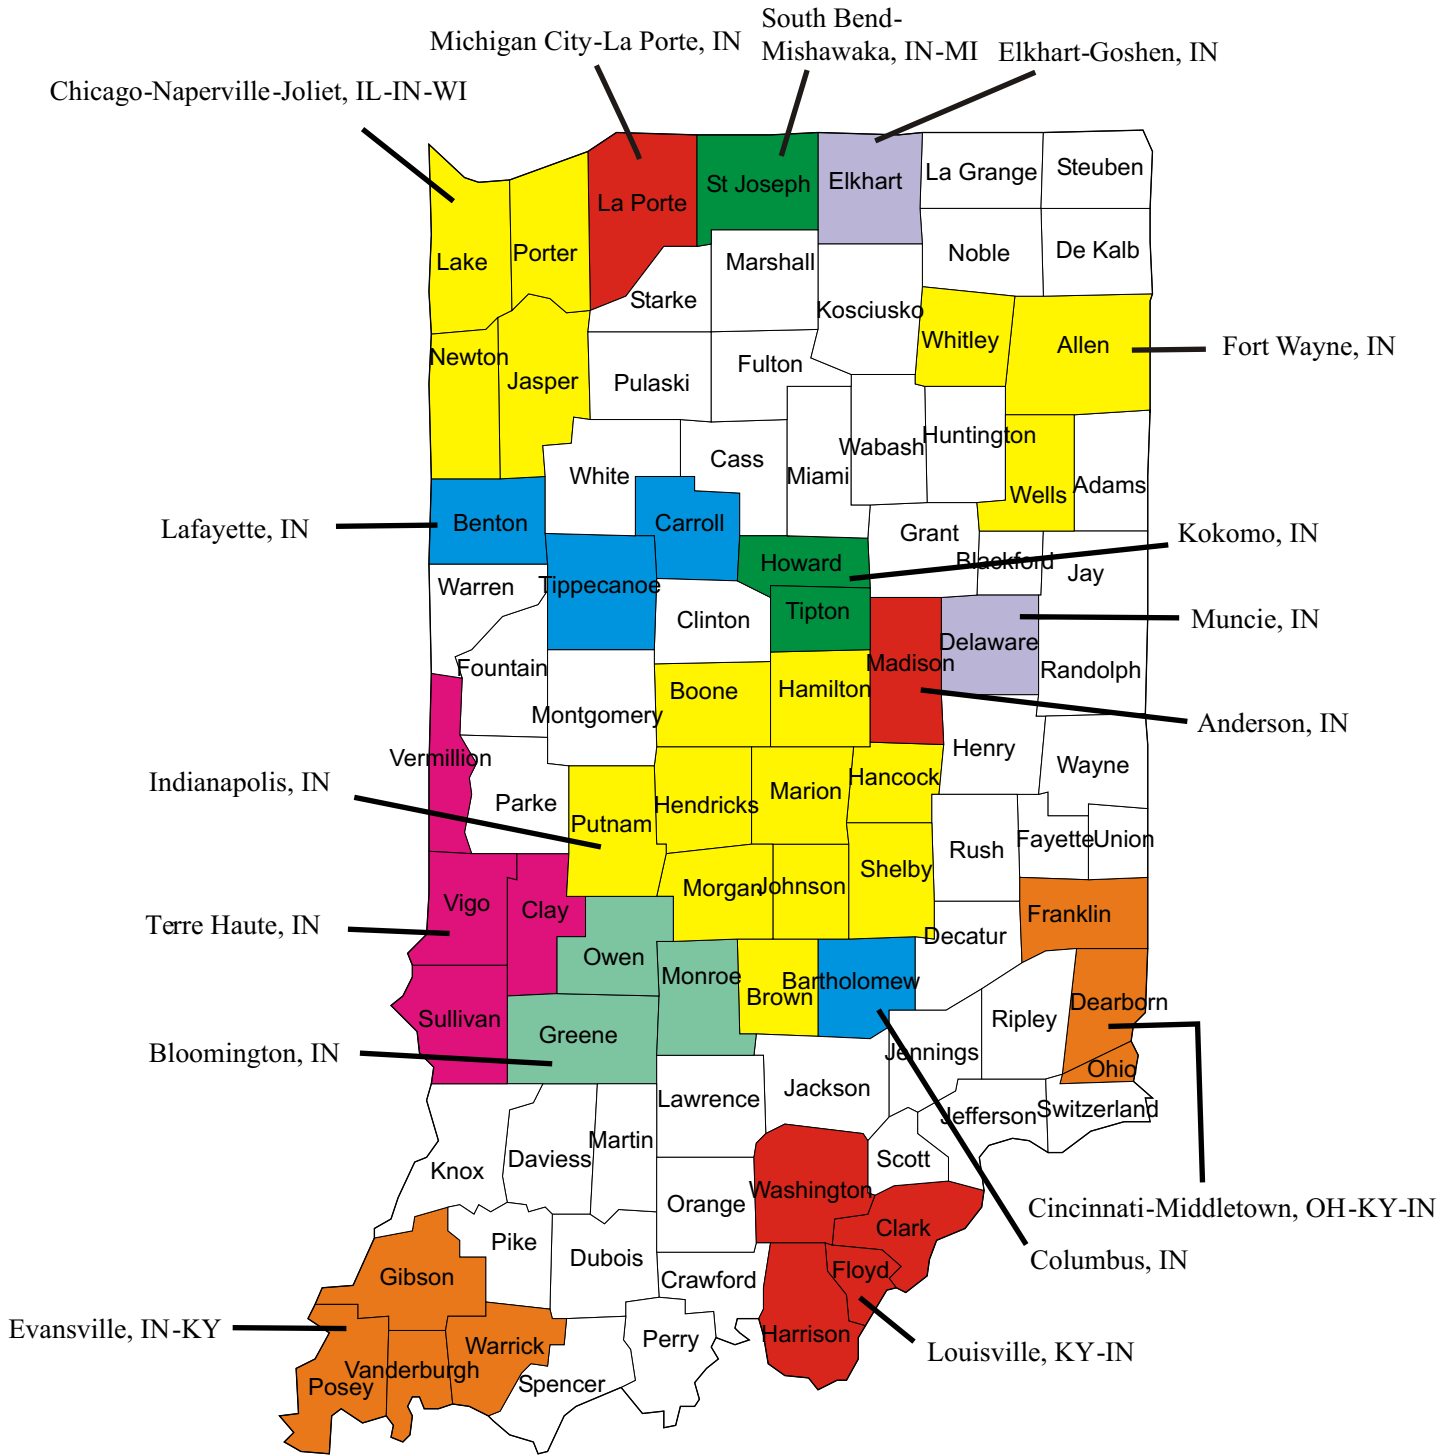 South Bend-
Mishawaka, IN-MI
Michigan City-La Porte, IN
Elkhart-Goshen, IN
Chicago-Naperville-Joliet, IL-IN-WI
La Porte
St Joseph
Elkhart
La Grange
Steuben
Lake
Porter
Marshall
Noble
De Kalb
Starke
Kosciusko
Newton
Jasper
Pulaski
Fulton
Whitley
Allen
Fort Wayne, IN
White
Cass
Miami
Wabash
Huntington
Wells
Adams
Lafayette, IN
Benton
Carroll
Grant
Kokomo, IN
Howard
Blackford
Jay
Warren
Tippecanoe
Clinton
Tipton
Muncie, IN
Delaware
Fountain
Boone
Hamilton
Madison
Randolph
Montgomery
Anderson, IN
Vermillion
Henry
Wayne
Indianapolis, IN
Parke
Putnam
Hendricks
Marion
Hancock
Rush
Fayette
Union
Vigo
Clay
Morgan
Johnson
Shelby
Franklin
Terre Haute, IN
Owen
Monroe
Brown
Bartholomew
Decatur
Dearborn
Sullivan
Greene
Ripley
Bloomington, IN
Jennings
Ohio
Lawrence
Jackson
Jefferson
Switzerland
Knox
Daviess
Martin
Scott
Orange
Washington
Clark
Cincinnati-Middletown, OH-KY-IN
Pike
Dubois
Columbus, IN
Gibson
Crawford
Floyd
Evansville, IN-KY
Warrick
Perry
Harrison
Louisville, KY-IN
Posey
Vanderburgh
Spencer